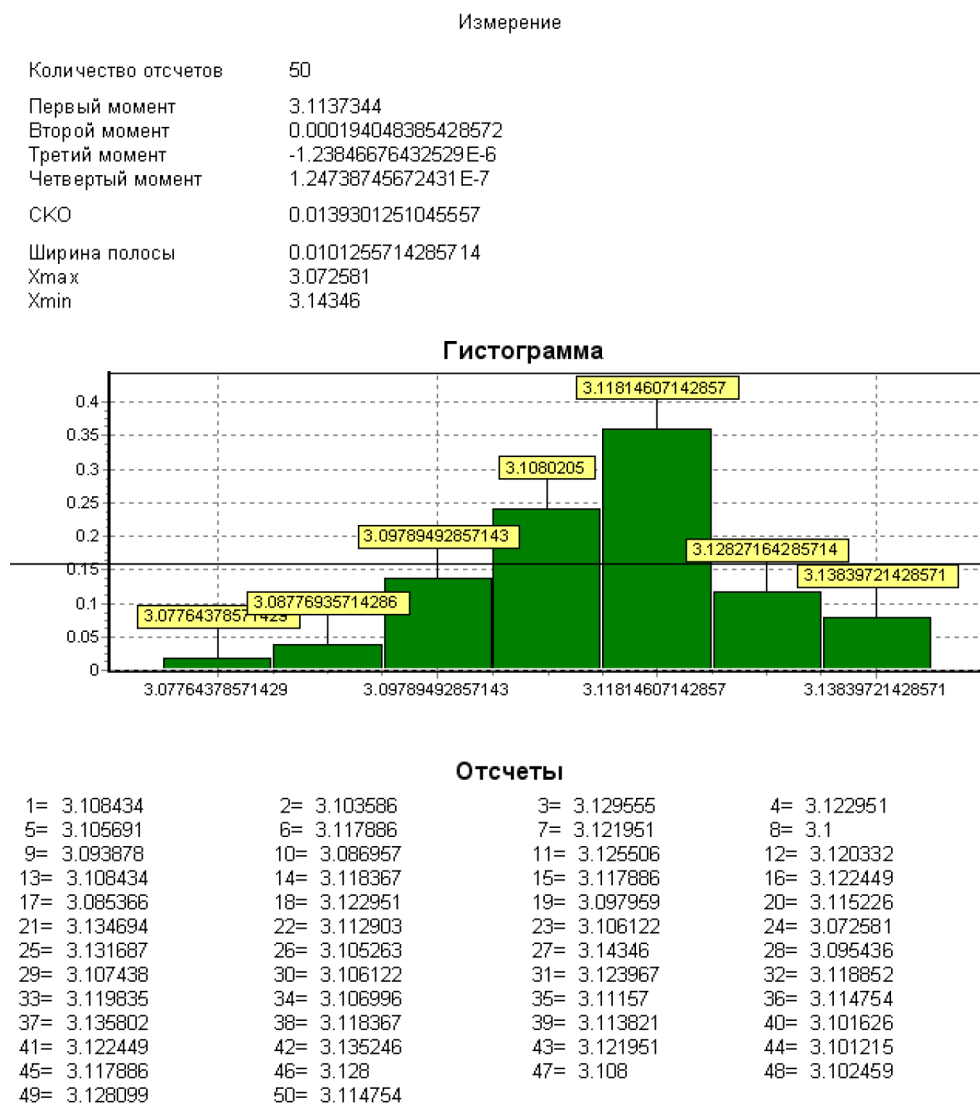 Измерение
Количество отсчетов 50
Первый момент 3.1137344
Второй момент 0.000194048385428572
Третий момент -1.23846676432529E-6
Четвертый момент 1.24738745672431E-7
СКО 0.0139301251045557
Ширина полосы 0.0101255714285714
Xmax 3.072581
Xmin 3.14346
Гистограмма
3.11814607142857
0.4
0.35
3.1080205
0.3
0.25
3.09789492857143
0.2
3.12827164285714
0.15
3.13839721428571
3.08776935714286
0.1
3.07764378571429
0.05
0
3.07764378571429 3.09789492857143 3.11814607142857 3.13839721428571
Отсчеты
1= 3.108434 2= 3.103586 3= 3.129555 4= 3.122951
5= 3.105691 6= 3.117886 7= 3.121951 8= 3.1
9= 3.093878 10= 3.086957 11= 3.125506 12= 3.120332
13= 3.108434 14= 3.118367 15= 3.117886 16= 3.122449
17= 3.085366 18= 3.122951 19= 3.097959 20= 3.115226
21= 3.134694 22= 3.112903 23= 3.106122 24= 3.072581
25= 3.131687 26= 3.105263 27= 3.14346 28= 3.095436
29= 3.107438 30= 3.106122 31= 3.123967 32= 3.118852
33= 3.119835 34= 3.106996 35= 3.11157 36= 3.114754
37= 3.135802 38= 3.118367 39= 3.113821 40= 3.101626
41= 3.122449 42= 3.135246 43= 3.121951 44= 3.101215
45= 3.117886 46= 3.128 47= 3.108 48= 3.102459
49= 3.128099 50= 3.114754